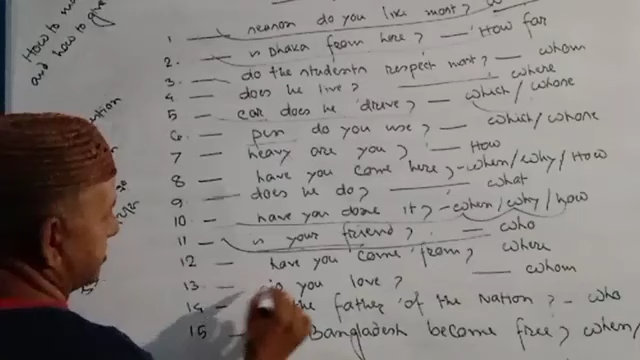 How to
and how to give
1 — reason do you like most?
2. — is Dhaka from here? — How far
3. — do the students respect most? — whom
4 — does he live? — where
5 — car does he drive? — which/whose
6 — pen do you use? — which/whose
7 — heavy are you? — How
8 — have you come here? – when/why/How
9. — does he do? — what
10 — have you done it? – when/why/how
11 — is your friend? — who
12 — have you come from? where
13. — you love? — whom
14 — the father of the Nation? – who
15 — Bangladesh become free? when/